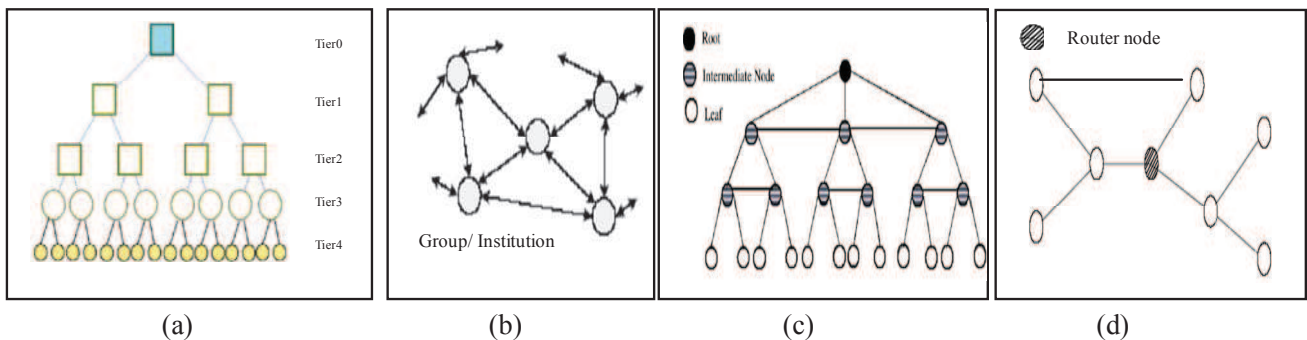 Tier0
Tier1
Tier2
Tier3
Tier4
Group/ Institution
Root
Intermediate Node
Leaf
Router node
(a)
(b)
(c)
(d)